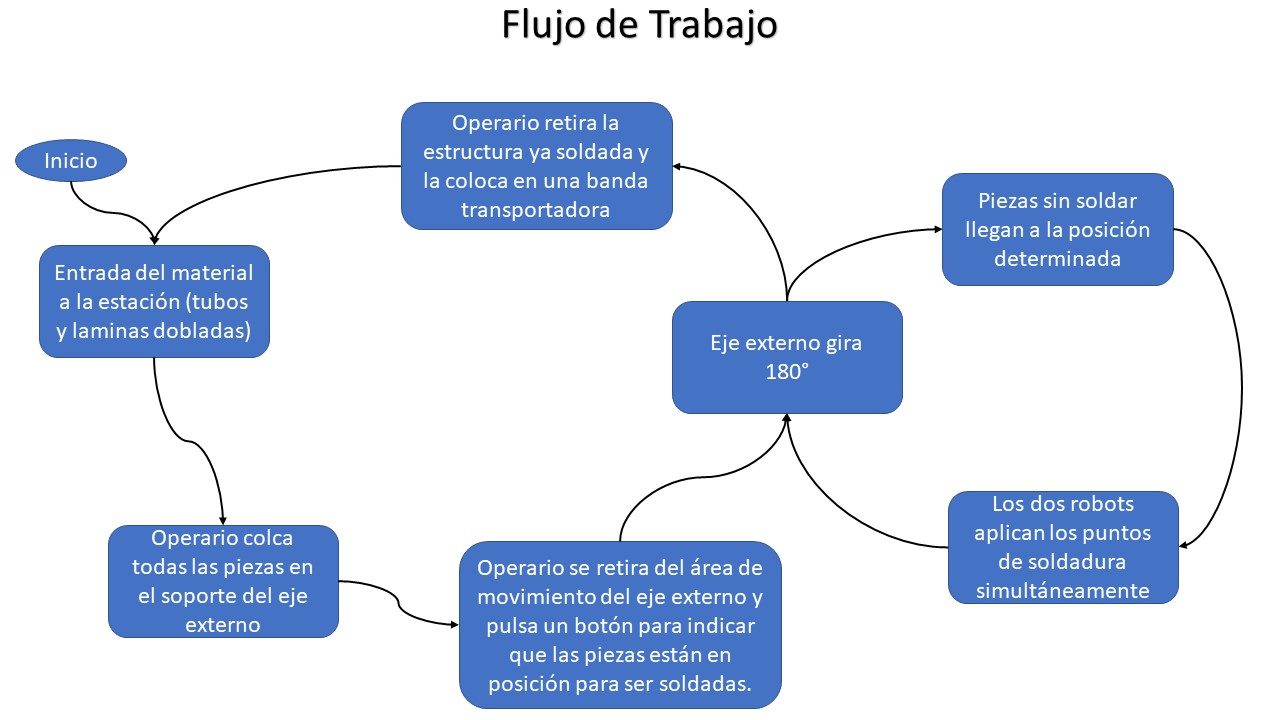 Flujo de Trabajo
Inicio
Entrada del material
a la estación (tubos
y laminas dobladas)
Operario colca
todas las piezas en
el soporte del eje
externo
Operario se retira del área de
movimiento del eje externo y
pulsa un botón para indicar
que las piezas están en
posición para ser soldadas.
Eje externo gira
180°
Operario retira la
estructura ya soldada y
la coloca en una banda
transportadora
Piezas sin soldar
llegan a la posición
determinada
Los dos robots
aplican los puntos
de soldadura
simultáneamente